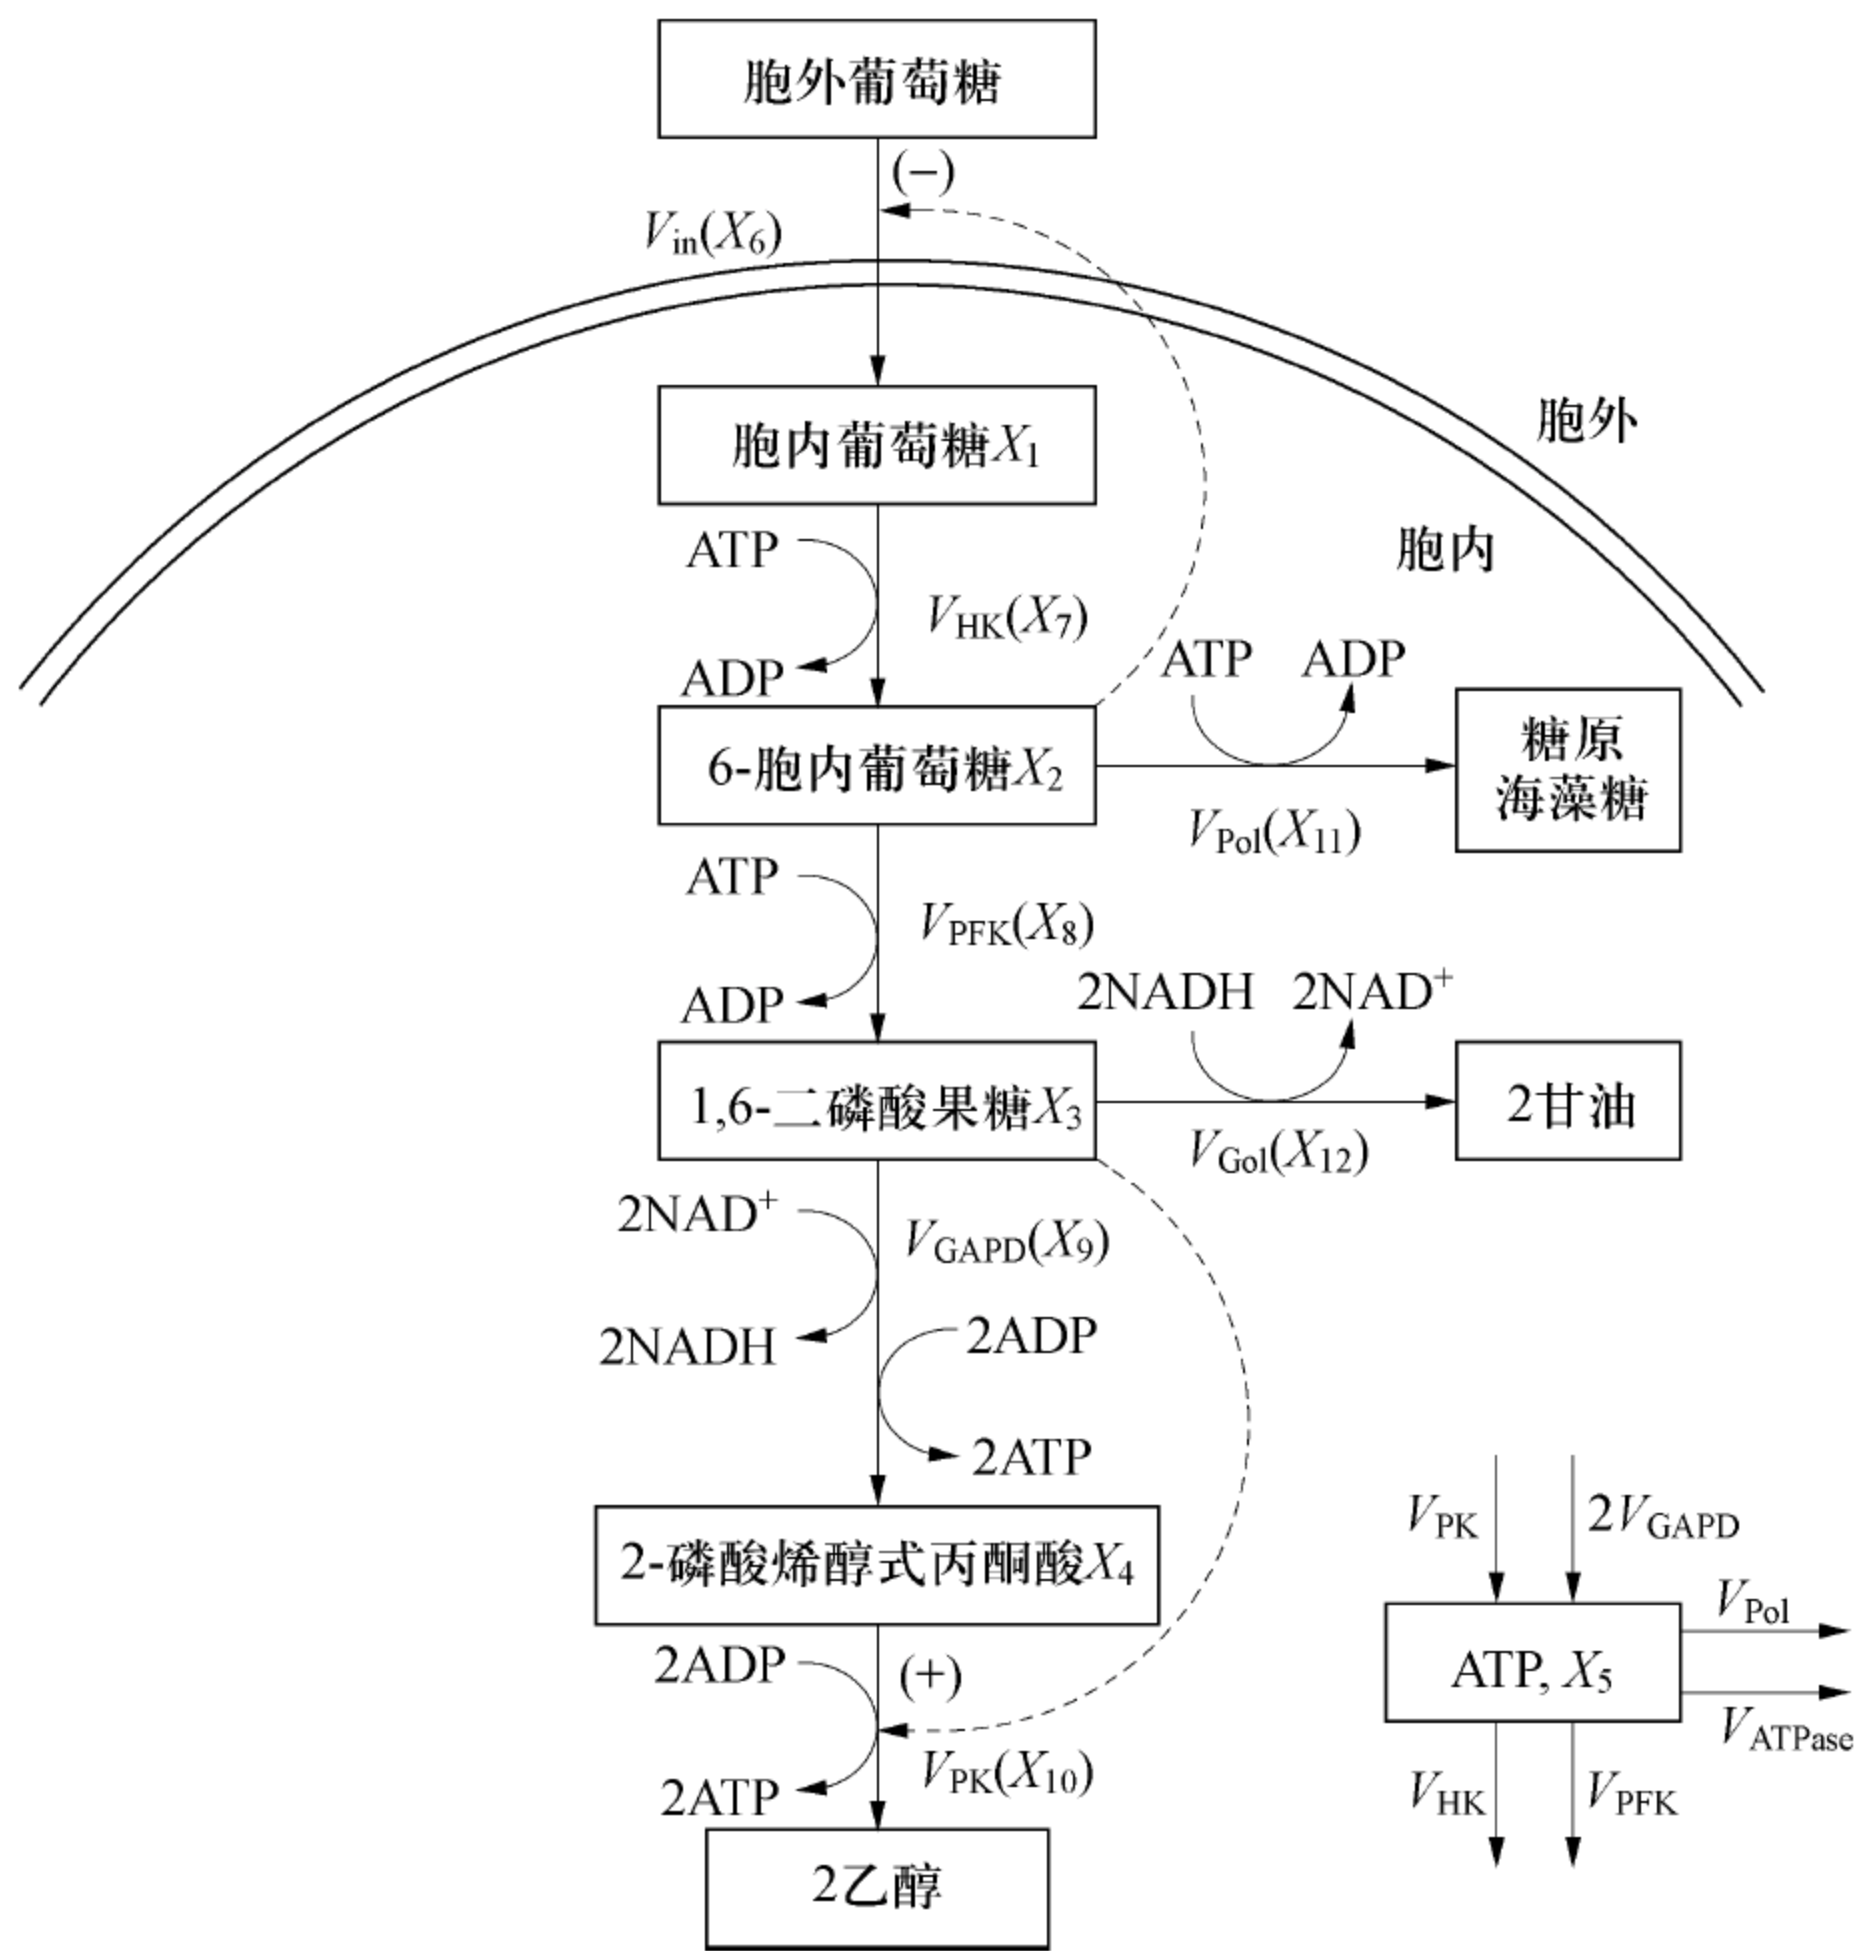 胞外葡萄糖
(−)
Vin(X6)
胞外
胞内葡萄糖X1
胞内
ATP
VHK(X7)
ADP
ATP ADP
6-胞内葡萄糖X2
糖原
海藻糖
VPol(X11)
ATP
VPFK(X8)
ADP
2NADH 2NAD+
1,6-二磷酸果糖X3
2甘油
VGol(X12)
2NAD+
VGAPD(X9)
2NADH
2ADP
2ATP
2-磷酸烯醇式丙酮酸X4
2ADP
(+)
VPK(X10)
2ATP
2乙醇
VPK
2VGAPD
VPol
ATP, X5
VATPase
VHK
VPFK